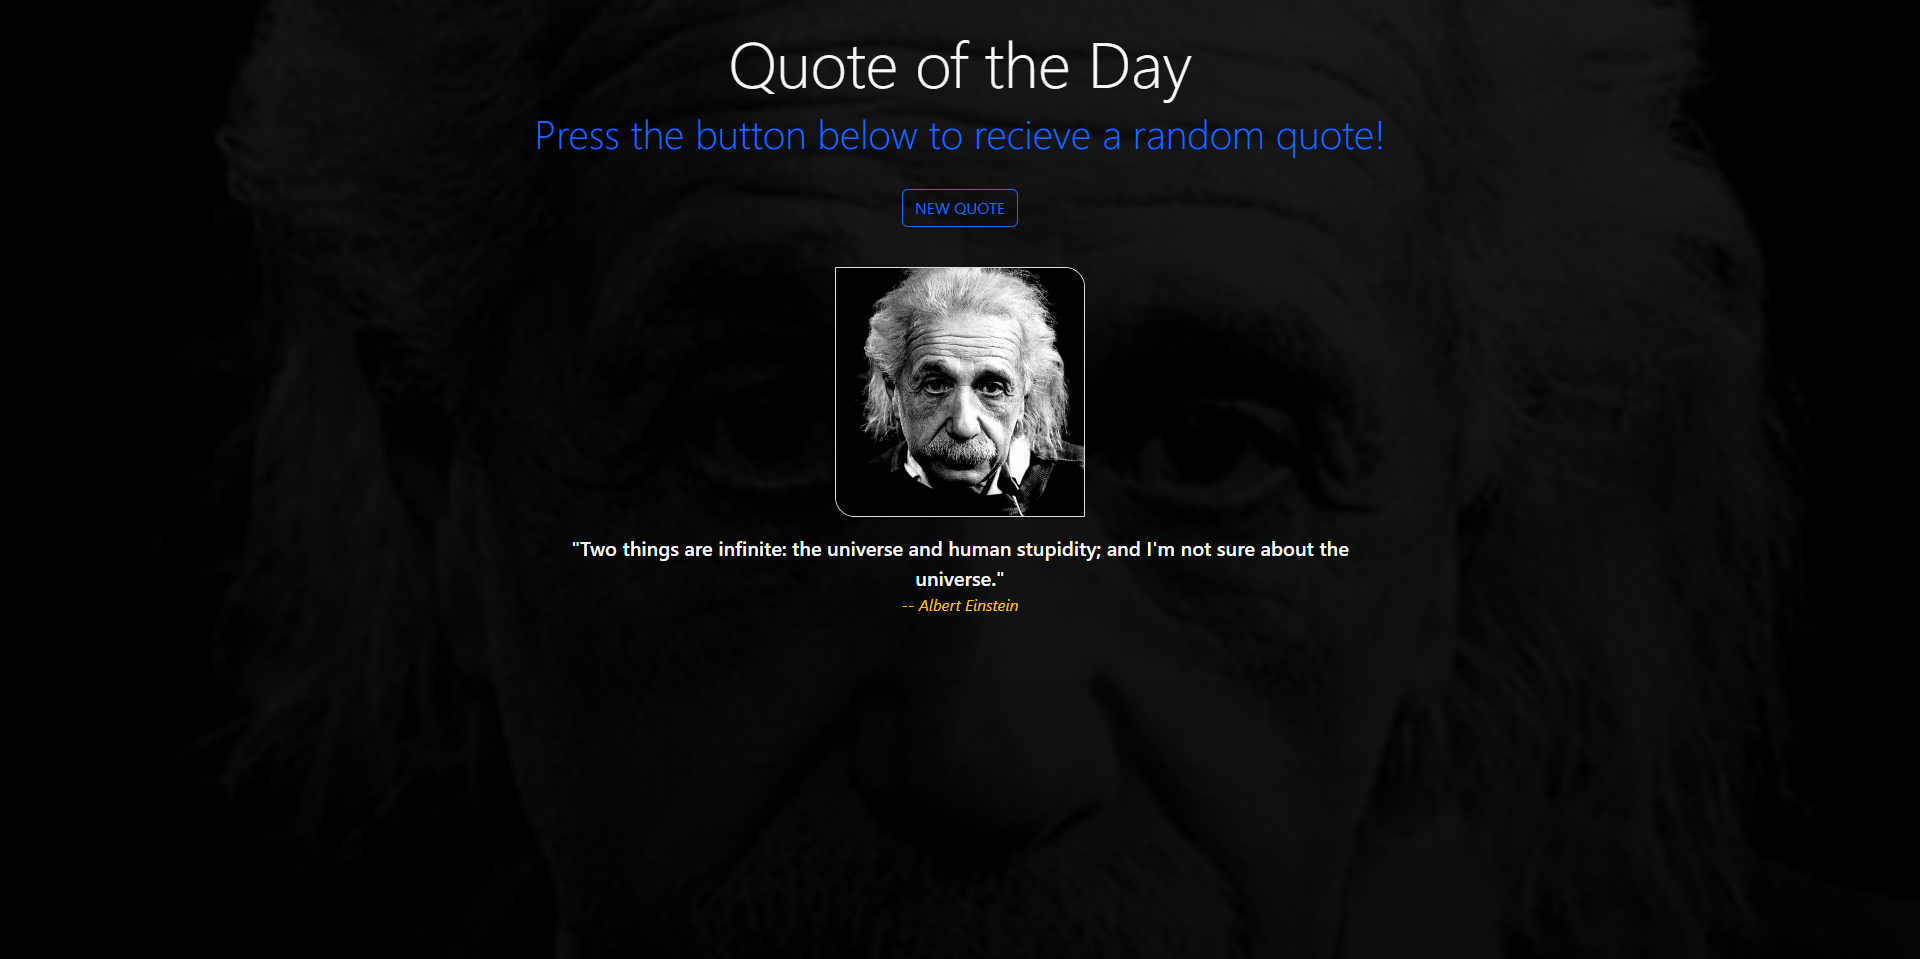 Quote of the Day
Press the button below to recieve a random quote!
NEW QUOTE
"Two things are infinite: the universe and human stupidity; and I'm not sure about the
universe."
-- Albert Einstein